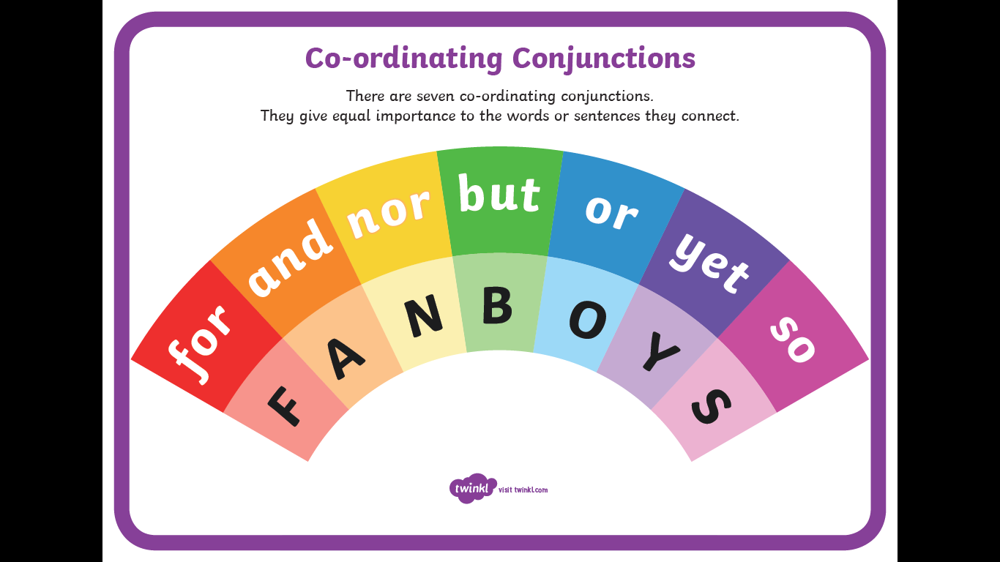 Co-ordinating Conjunctions
There are seven co-ordinating conjunctions.
They give equal importance to the words or sentences they connect.
for and nor but or yet so
F A N B O Y S
twinkl visit twinkl.com